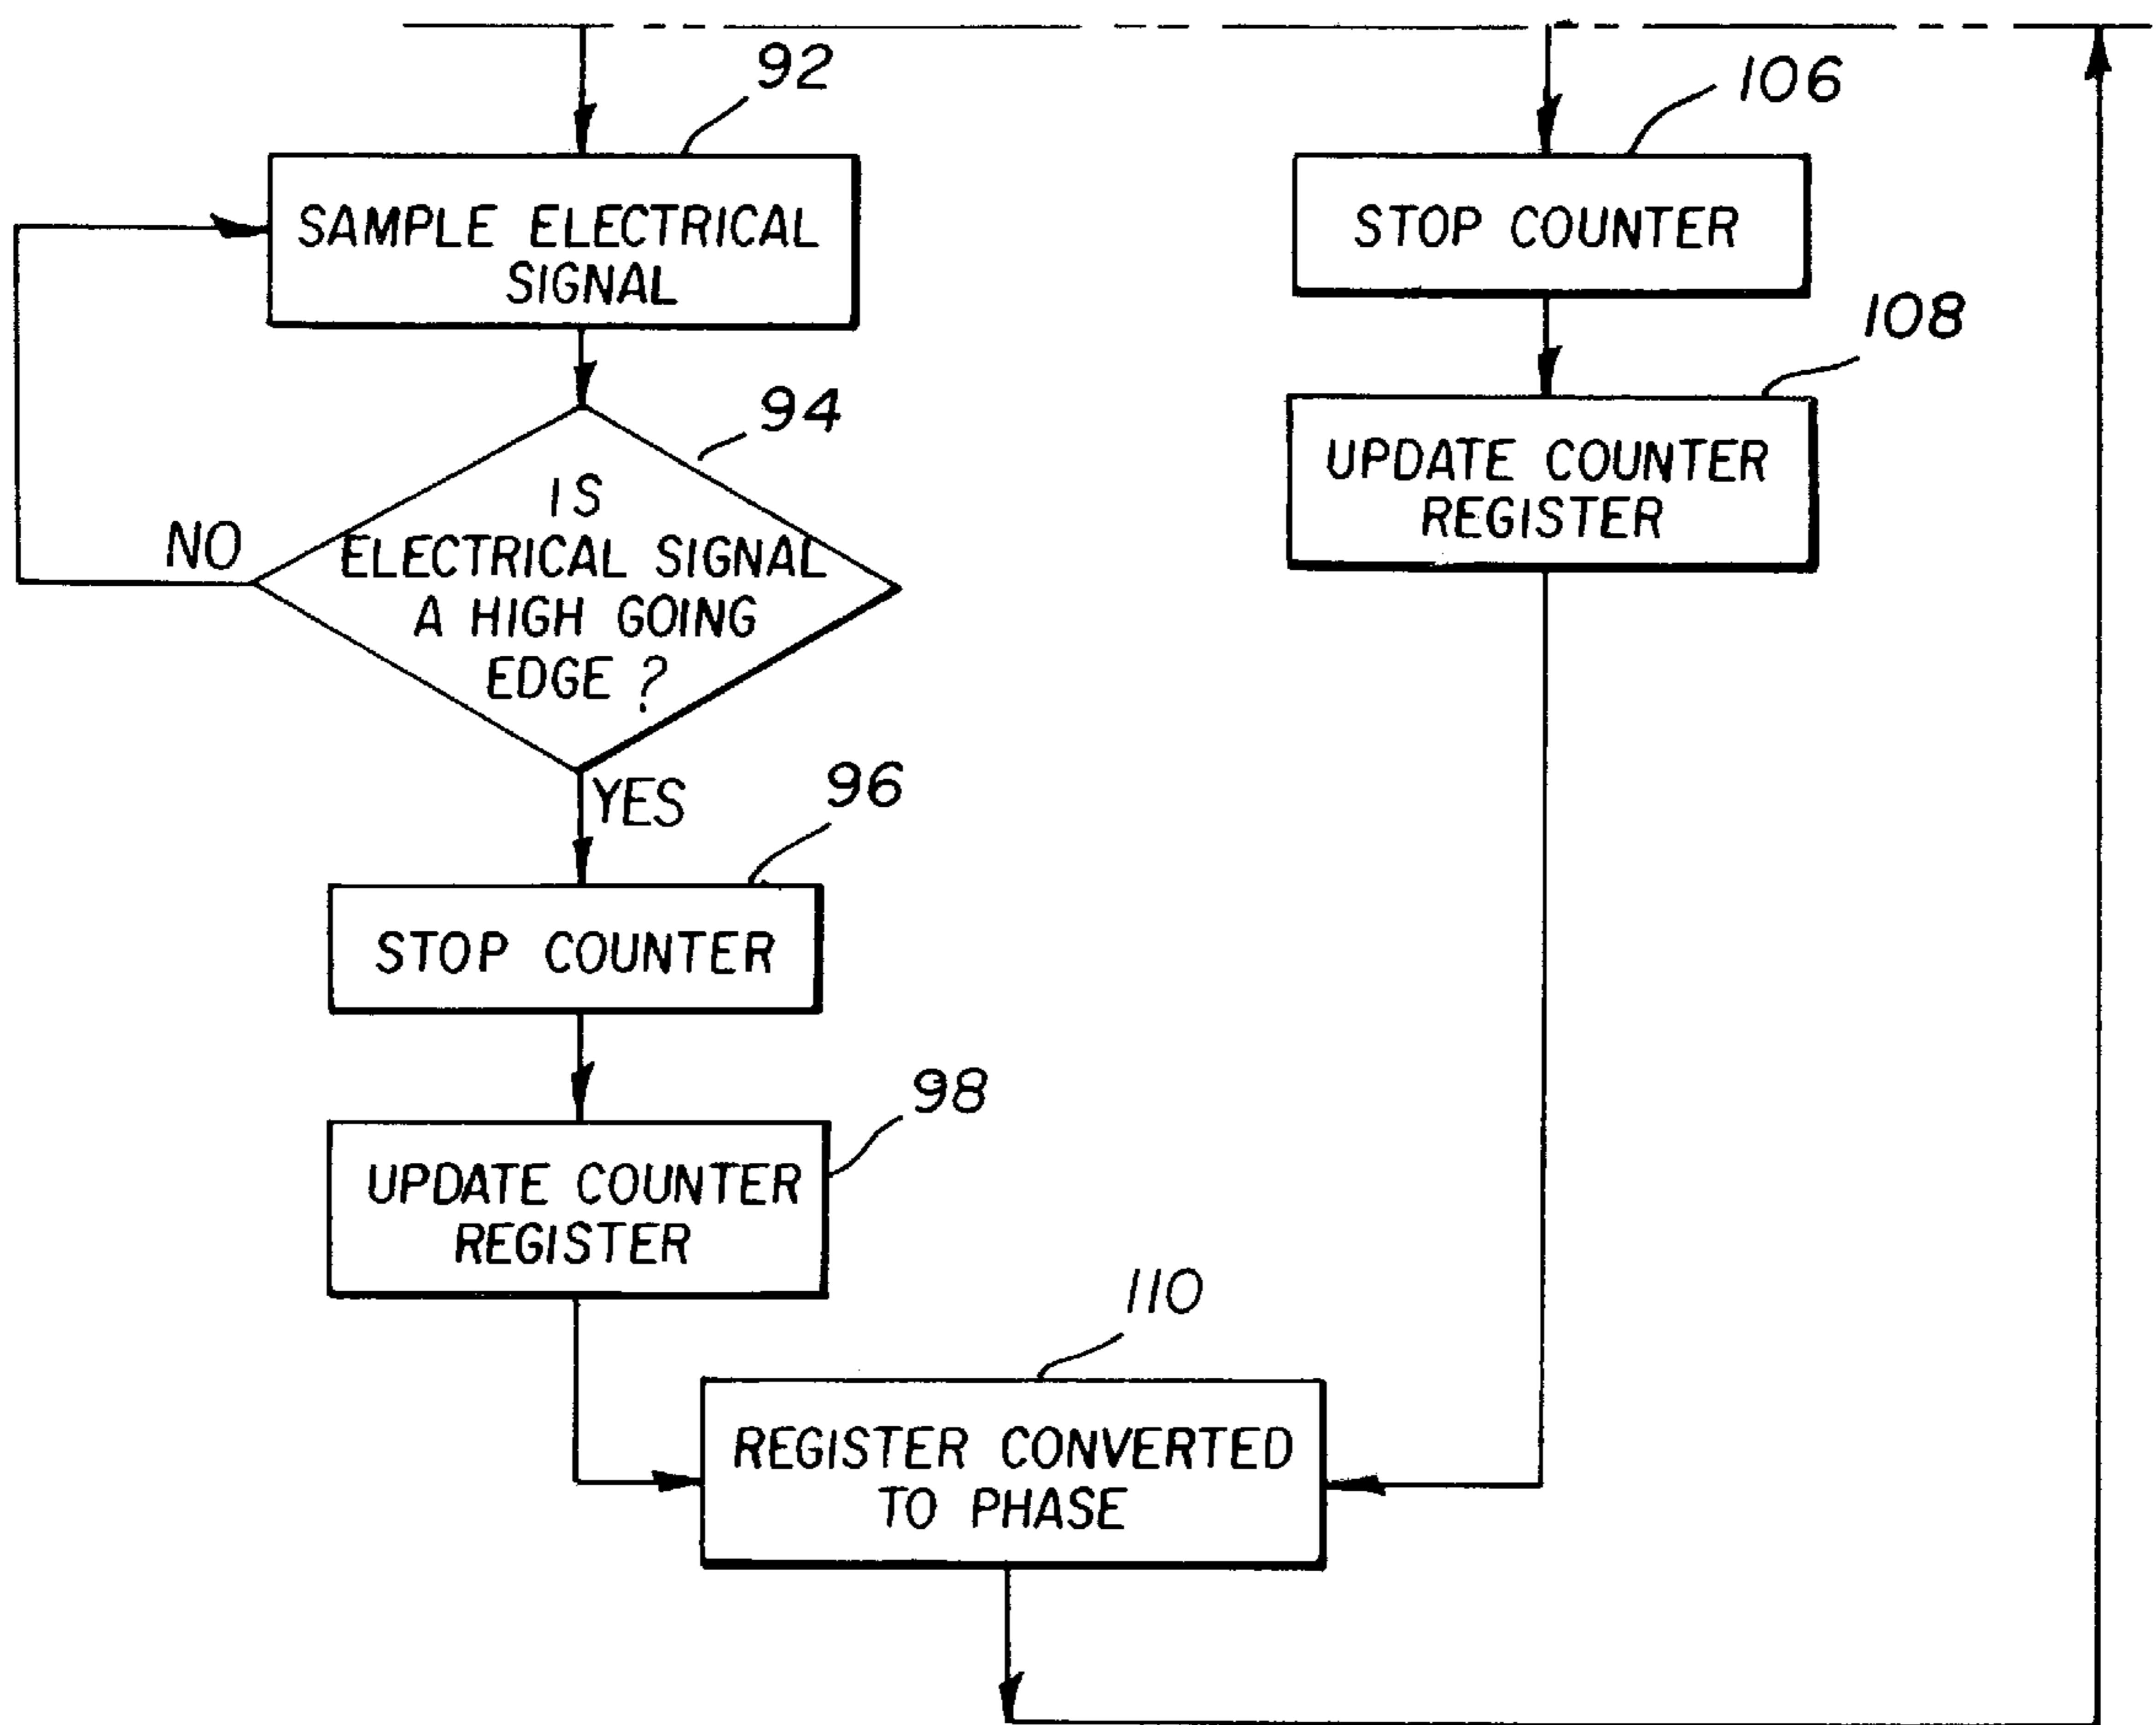 92
SAMPLE ELECTRICAL
SIGNAL
94
IS
ELECTRICAL SIGNAL
A HIGH GOING
EDGE ?
NO
YES
96
STOP COUNTER
98
UPDATE COUNTER
REGISTER
106
STOP COUNTER
108
UPDATE COUNTER
REGISTER
110
REGISTER CONVERTED
TO PHASE